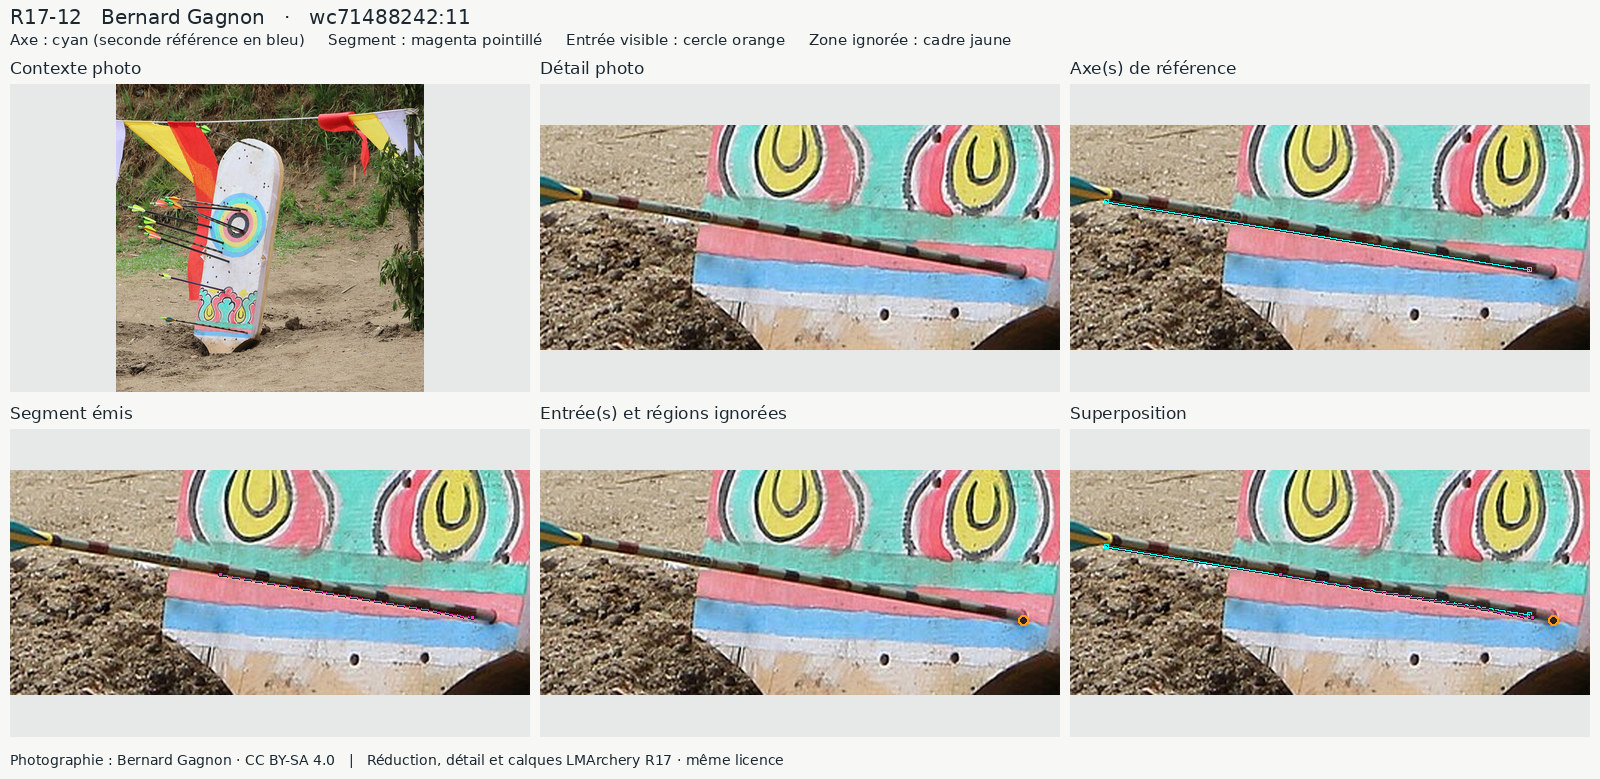 R17-12   Bernard Gagnon   ·   wc71488242:11
Axe : cyan (seconde référence en bleu)   Segment : magenta pointillé   Entrée visible : cercle orange   Zone ignorée : cadre jaune
Contexte photo
Détail photo
Axe(s) de référence
Segment émis
Entrée(s) et régions ignorées
Superposition
Photographie : Bernard Gagnon · CC BY-SA 4.0   |   Réduction, détail et calques LMArchery R17 · même licence